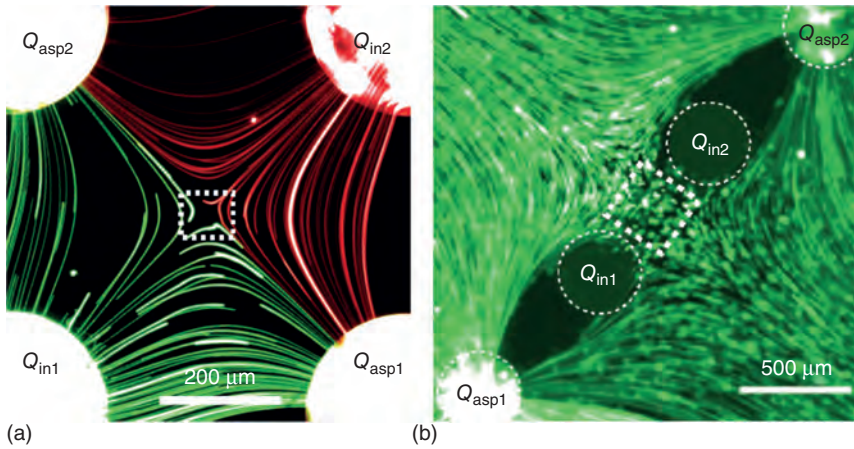 Qasp2
Qin2
Qin1
Qasp1
200 μm
(a)
Qasp2
Qin2
Qin1
Qasp1
500 μm
(b)